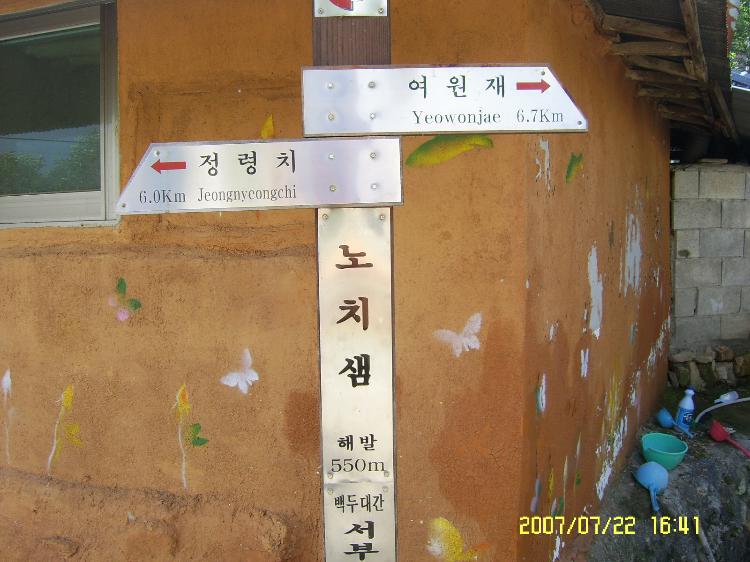 여원재
Yeowonjae 6.7Km
정령치
6.0Km Jeongnyeongchi
노치샘
해발
550m
백두대간
서부
2007/07/22 16:41